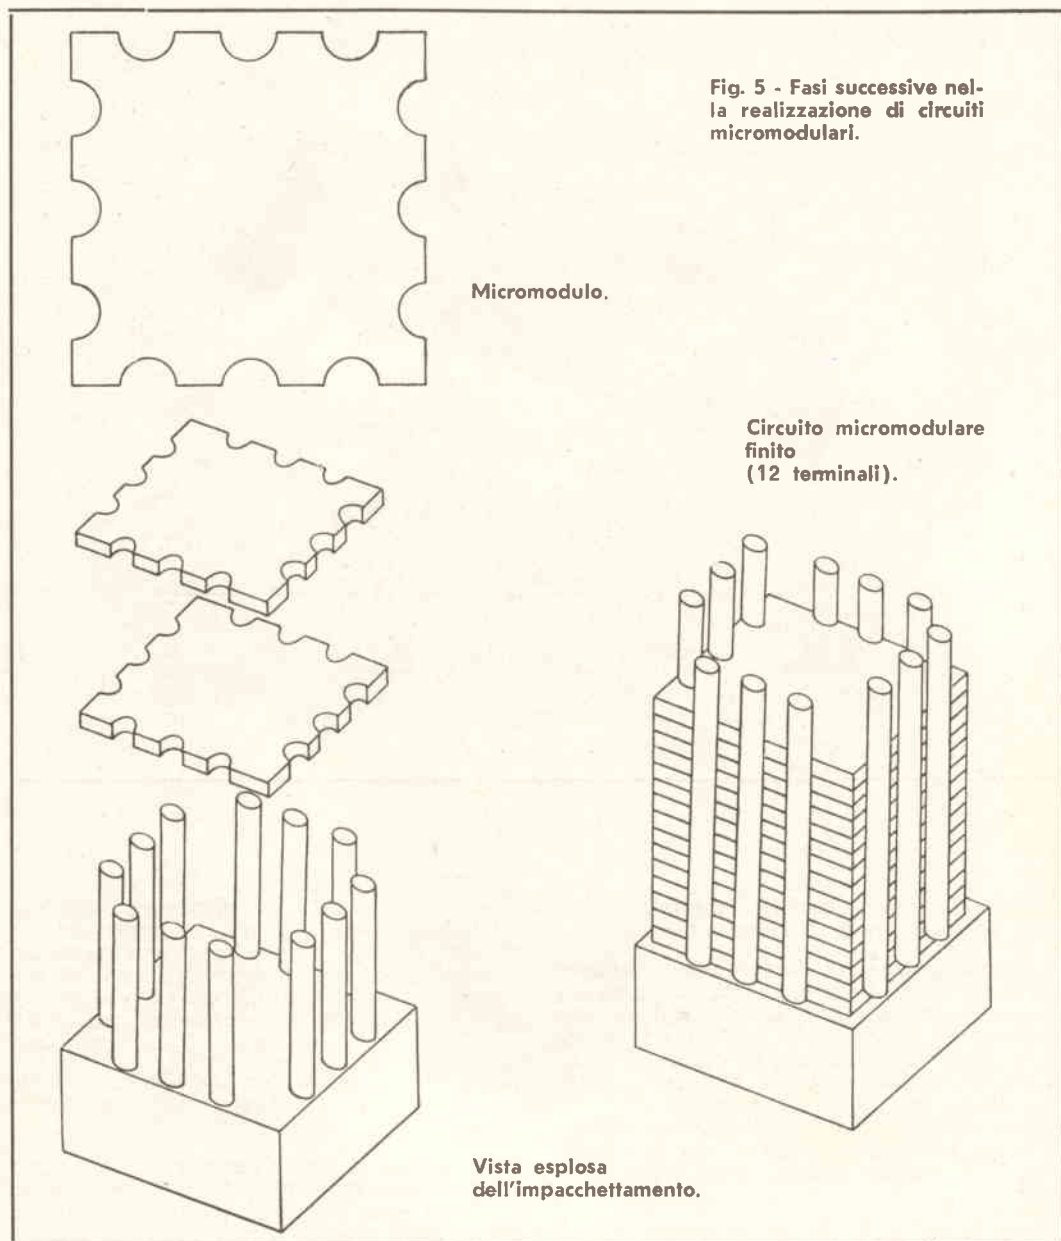 Fig. 5 - Fasi successive nel-
la realizzazione di circuiti
micromodulari.
Micromodulo.
Circuito micromodulare
finito
(12 terminali).
Vista esplosa
dell'impacchettamento.